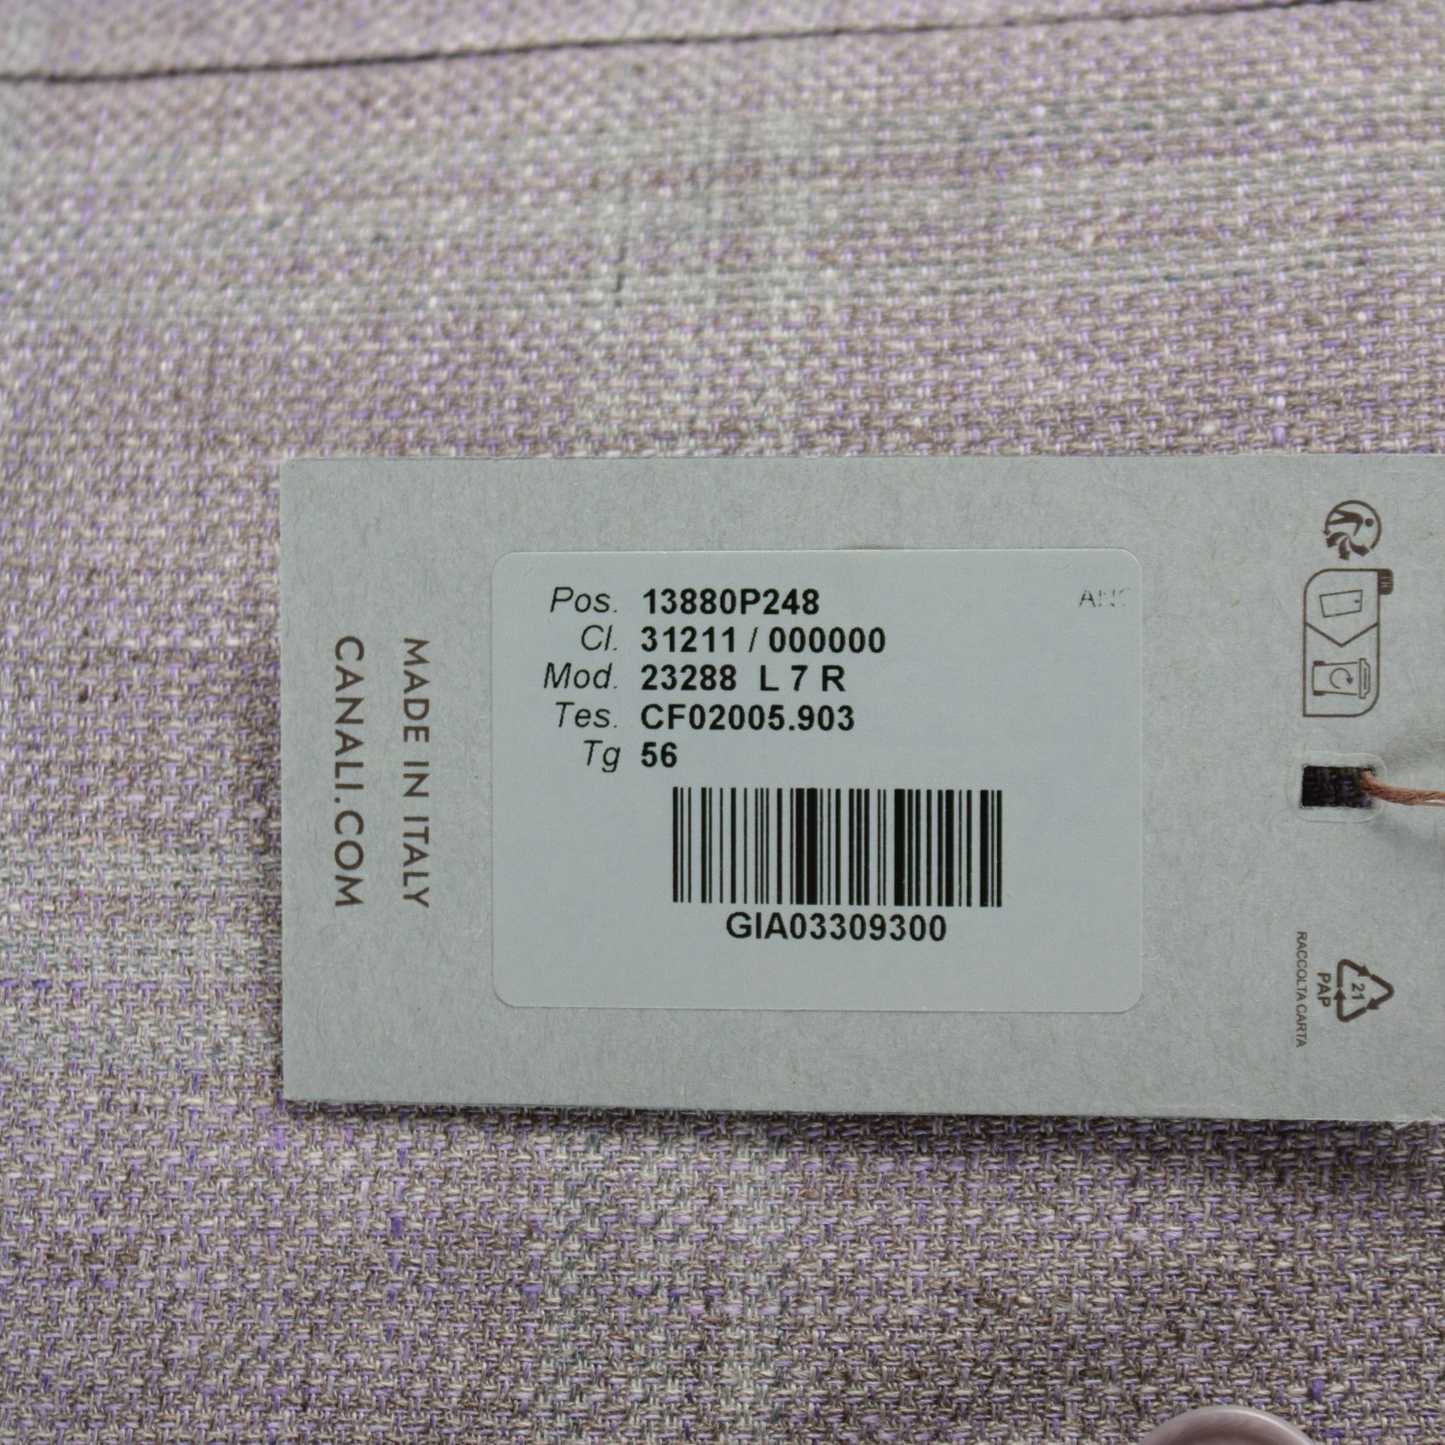 Pos. 13880P248
Cl. 31211 / 000000
Mod. 23288 L 7 R
Tes. CF02005.903
Tg 56
GIA03309300
MADE IN ITALY
CANALI.COM
FR
21
PAP
RACCOLTA CARTA